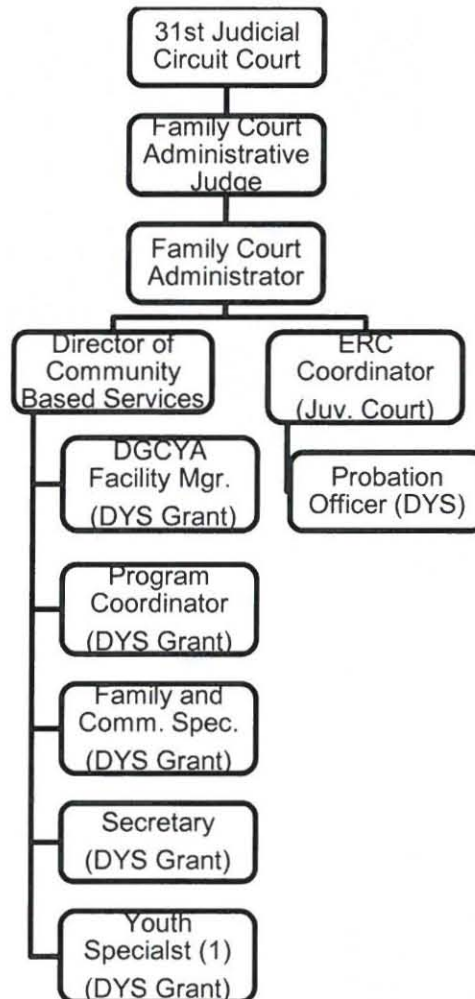 31st Judicial
Circuit Court
Family Court
Administrative
Judge
Family Court
Administrator
Director of
Community
Based Services
ERC
Coordinator
(Juv. Court)
DGCYA
Facility Mgr.
(DYS Grant)
Probation
Officer (DYS)
Program
Coordinator
(DYS Grant)
Family and
Comm. Spec.
(DYS Grant)
Secretary
(DYS Grant)
Youth
Specialst (1)
(DYS Grant)